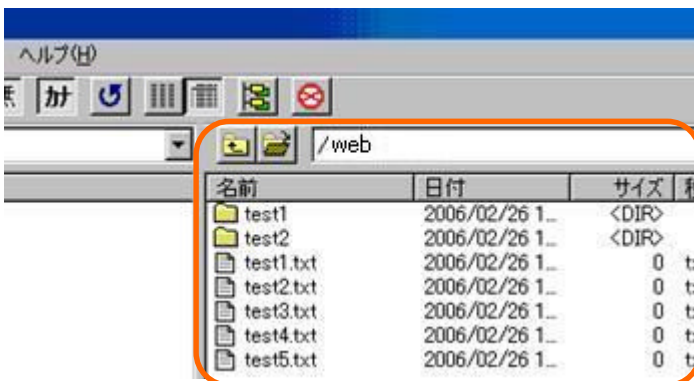 ヘルプ(H)
カナ
/web
名前 日付 サイズ
test1 2006/02/26 1... <DIR>
test2 2006/02/26 1... <DIR>
test1.txt 2006/02/26 1... 0
test2.txt 2006/02/26 1... 0
test3.txt 2006/02/26 1... 0
test4.txt 2006/02/26 1... 0
test5.txt 2006/02/26 1... 0